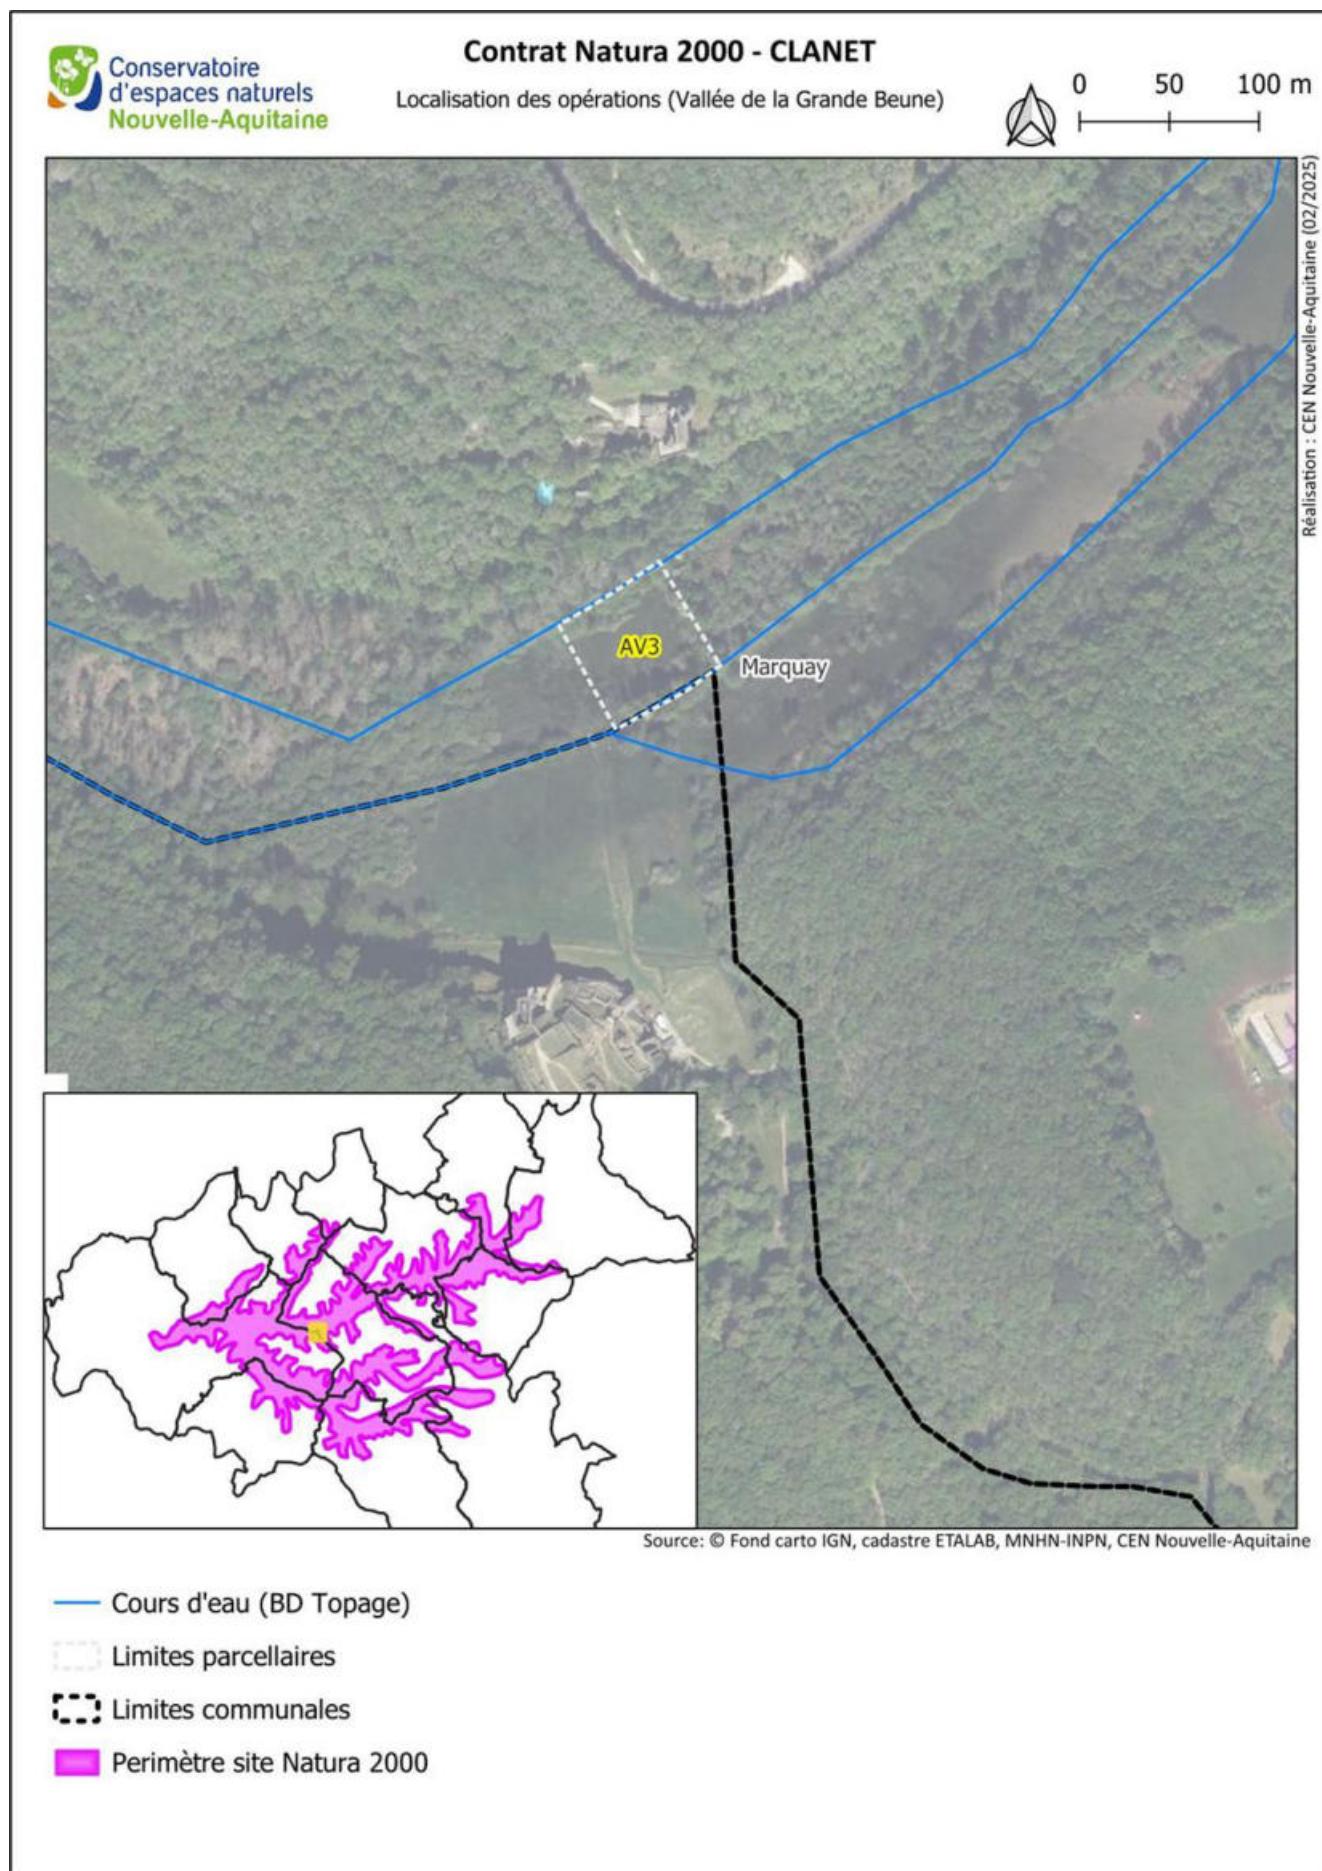 Conservatoire
d'espaces naturels
Nouvelle-Aquitaine
Contrat Natura 2000 - CLANET
Localisation des opérations (Vallée de la Grande Beune)
0 50 100 m
Réalisation : CEN Nouvelle-Aquitaine (02/2025)
AV3
Marquay
Source: © Fond carto IGN, cadastre ETALAB, MNHN-INPN, CEN Nouvelle-Aquitaine
Cours d'eau (BD Topage)
Limites parcellaires
Limites communales
Perimètre site Natura 2000